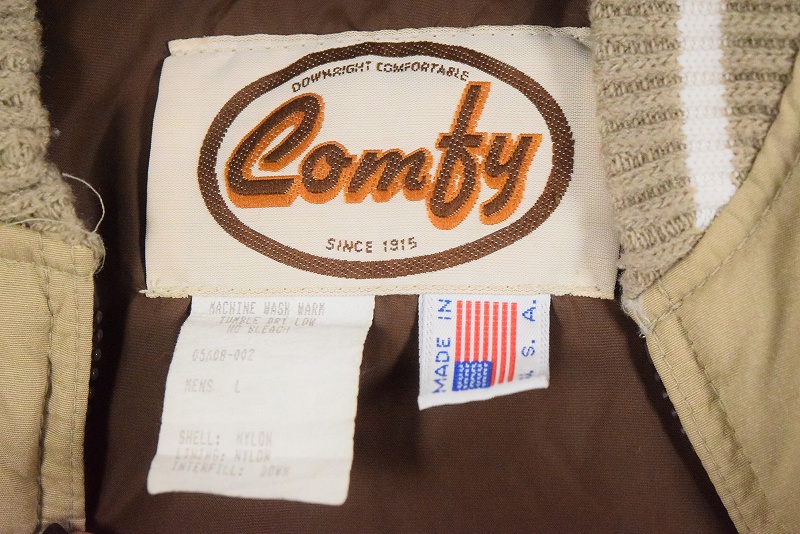 DOWNRIGHT COMFORTABLE
Comfy
SINCE 1915
MACHINE WASH WARM
TUMBLE DRY LOW
NO BLEACH
MENS L
SHELL: NYLON
LINING: NYLON
INTERFILL: DOWN
MADE IN
U. S. A.